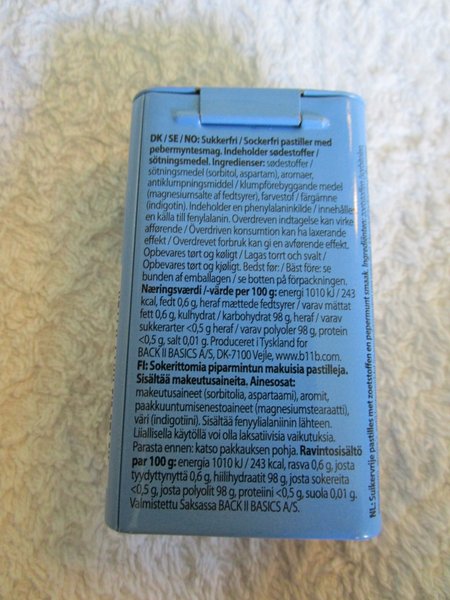 DK / SE / NO: Sukkerfri / Sockerfri pastiller med
pebermyntesmag. Indeholder sødestoffer /
sötningsmedel. Ingredienser: sødestoffer /
sötningsmedel (sorbitol, aspartam), aromaer,
antiklumpningsmiddel / klumpförebyggande medel
(magnesiumsalte af fedtsyrer), farvestof / färgämne
(indigotin). Indeholder en phenylalaninkilde / innehåller
en källa till fenylalanin. Overdreven indtagelse kan virke
afførende / Överdriven konsumtion kan ha laxerande
effekt / Overdrevet forbruk kan gi en avførende effekt.
Opbevares tørt og køligt / Lagas torrt och svalt /
Opbevares tørt og kjølig. Bedst før: / Bäst före: se
bunden af emballagen / se botten på förpackningen.
Næringsværdi /-värde per 100 g: energi 1010 kJ / 243
kcal, fedt 0,6 g, heraf mættede fedtsyrer / varav mättat
fett 0,6 g, kulhydrat / karbohydrat 98 g, heraf / varav
sukkerarter <0,5 g heraf / varav polyoler 98 g, protein
<0,5 g, salt 0,01 g. Produceret i Tyskland for
BACK II BASICS A/S, DK-7100 Vejle, www.b11b.com.
FI: Sokerittomia piparmintun makuisia pastilleja.
Sisältää makeutusaineita. Ainesosat:
makeutusaineet (sorbitolia, aspartaami), aromit,
paakkuuntumisenestoaineet (magnesiumstearaatti),
väri (indigotiini). Sisältää fenyylialaniinin lähteen.
Liiallisella käytöllä voi olla laksatiivisia vaikutuksia.
Parasta ennen: katso pakkauksen pohja. Ravintosisältö
par 100 g: energia 1010 kJ / 243 kcal, rasva 0,6 g, josta
tyydyttynyttä 0,6 g, hiilihydraatit 98 g, josta sokereita
<0,5 g, josta polyolit 98 g, proteiini <0,5 g, suola 0,01 g.
Valmistettu Saksassa BACK II BASICS A/S.
NL: Suikervrije pastilles met zoetstoffen en pepermunt smaak. Ingrediënten: